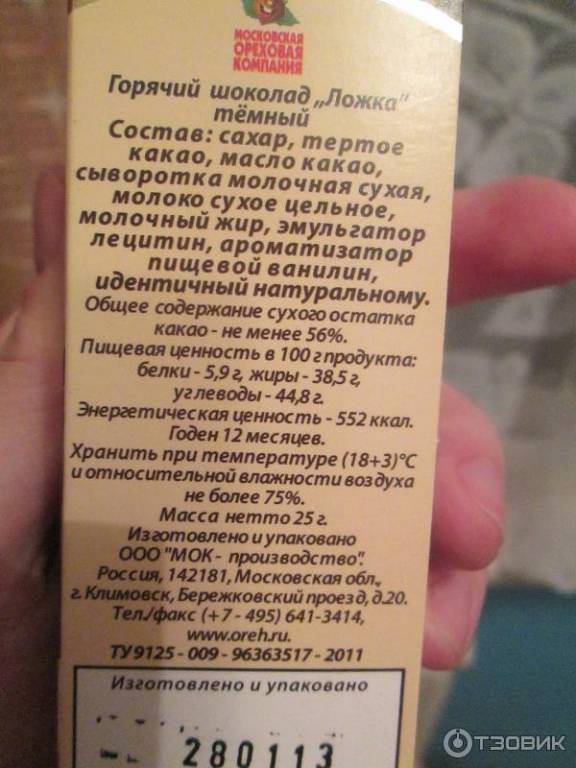 МОСКОВСКАЯ
ОРЕХОВАЯ
КОМПАНИЯ
Горячий шоколад „Ложка"
тёмный
Состав: сахар, тертое
какао, масло какао,
сыворотка молочная сухая,
молоко сухое цельное,
молочный жир, эмульгатор
лецитин, ароматизатор
пищевой ванилин,
идентичный натуральному.
Общее содержание сухого остатка
какао - не менее 56%.
Пищевая ценность в 100 г продукта:
белки - 5,9 г, жиры - 38,5 г,
углеводы - 44,8 г.
Энергетическая ценность - 552 ккал.
Годен 12 месяцев.
Хранить при температуре (18+3)°С
и относительной влажности воздуха
не более 75%.
Масса нетто 25 г.
Изготовлено и упаковано
ООО "МОК - производство".
Россия, 142181, Московская обл.,
г. Климовск, Бережковский проезд, д.20.
Тел./факс (+7 - 495) 641-3414,
www.oreh.ru.
ТУ 9125 - 009 - 96363517 - 2011
Изготовлено и упаковано
280113
ОТЗОВИК